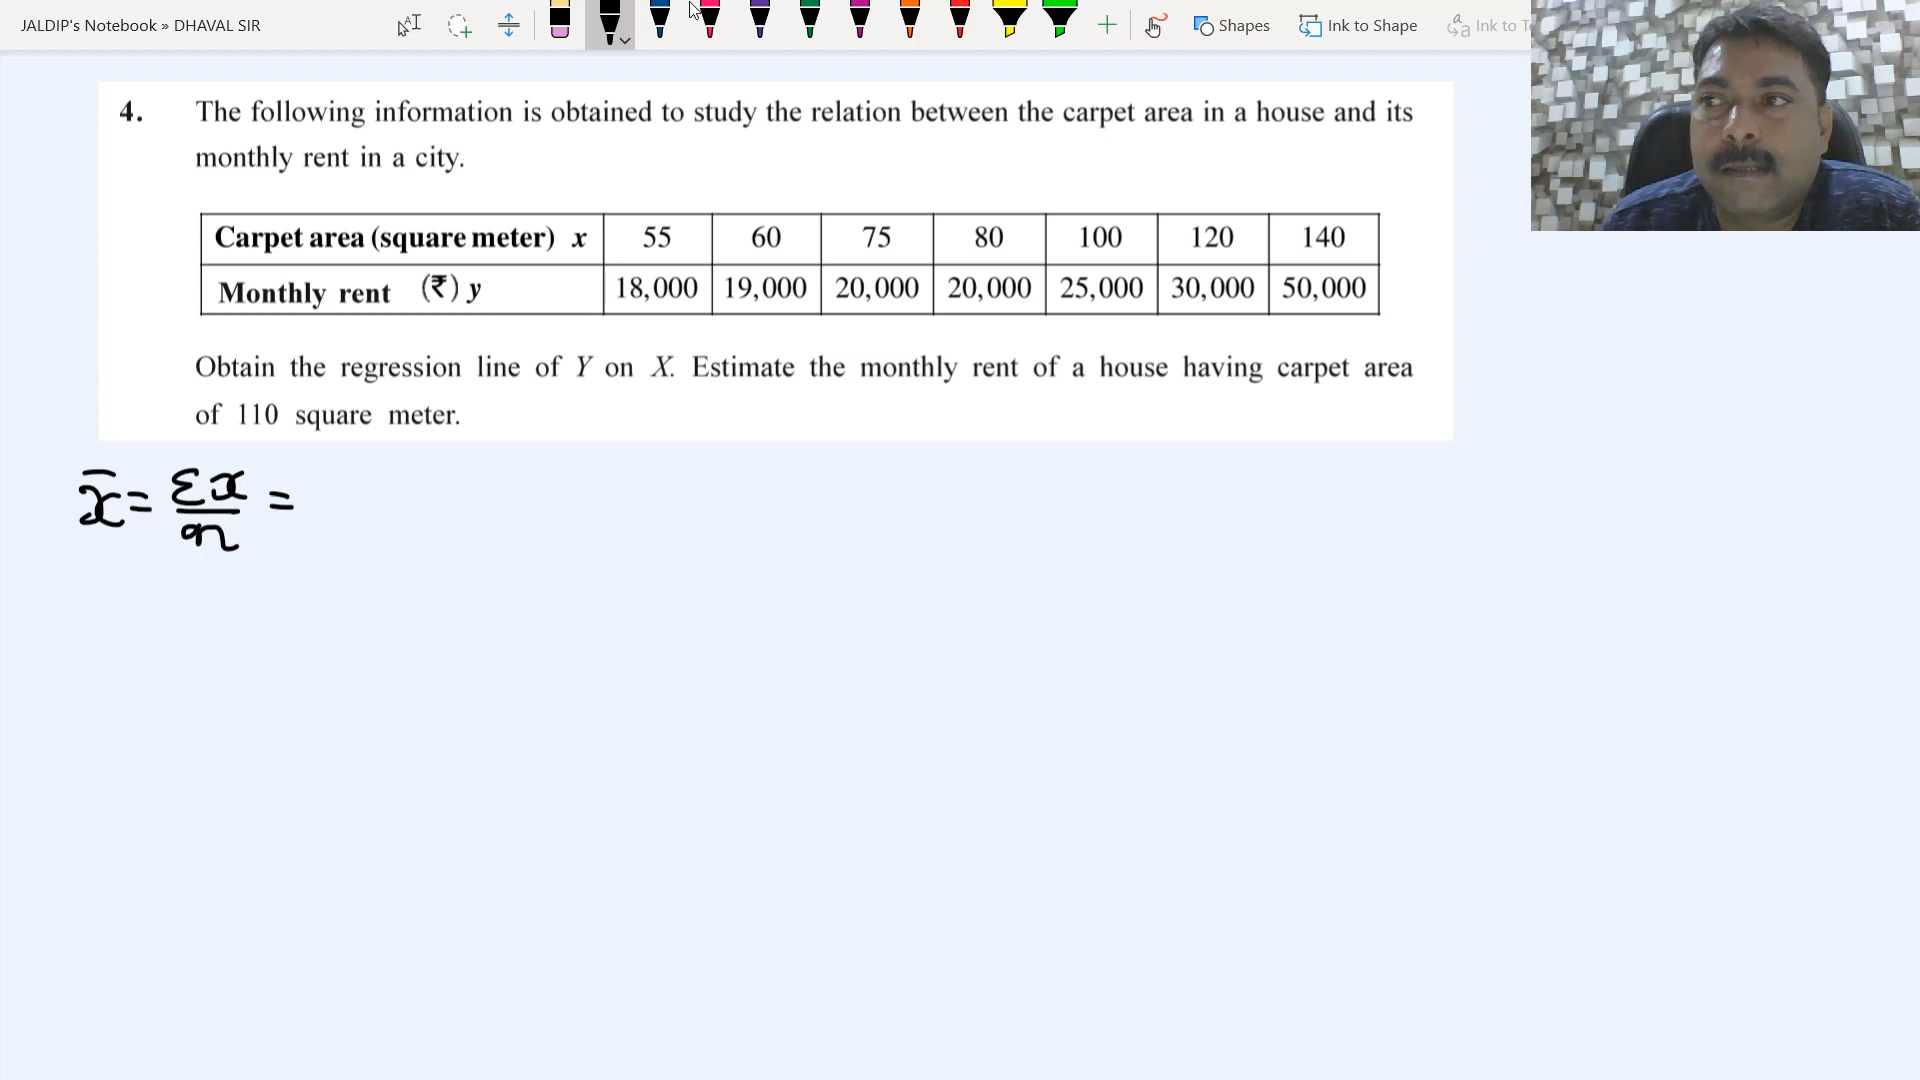 JALDIP's Notebook » DHAVAL SIR
Shapes
Ink to Shape
Ink to
4. The following information is obtained to study the relation between the carpet area in a house and its
monthly rent in a city.
Carpet area (square meter) x 55 60 75 80 100 120 140
Monthly rent (₹) y 18,000 19,000 20,000 20,000 25,000 30,000 50,000
Obtain the regression line of Y on X. Estimate the monthly rent of a house having carpet area
of 110 square meter.
x̄ = Σx/n =